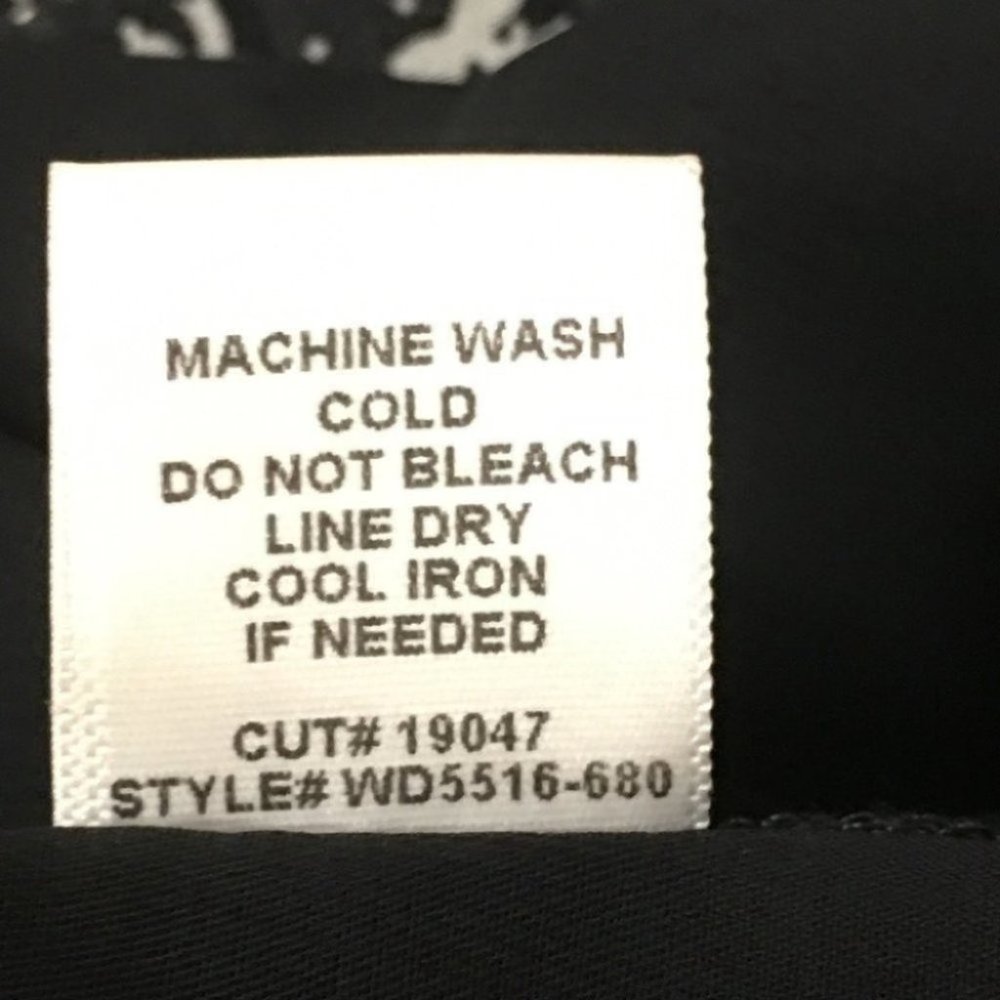 MACHINE WASH
COLD
DO NOT BLEACH
LINE DRY
COOL IRON
IF NEEDED
CUT# 19047
STYLE# WD5516-680